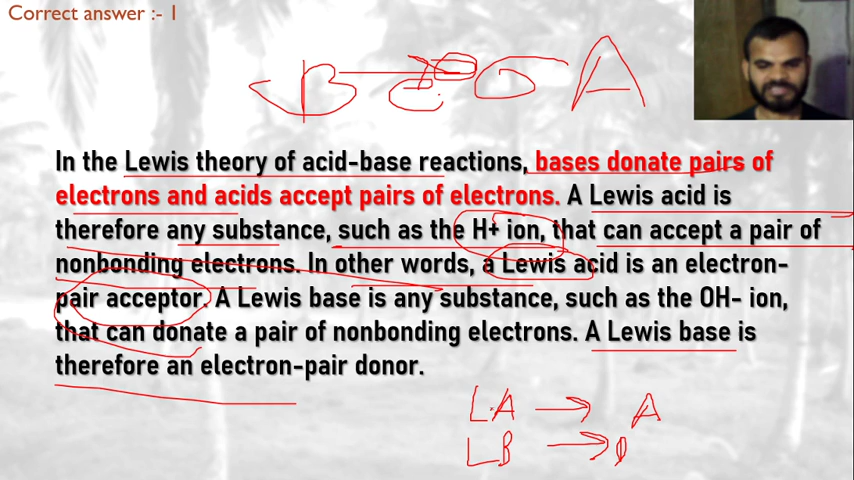 Correct answer :- 1
B A
In the Lewis theory of acid-base reactions, bases donate pairs of
electrons and acids accept pairs of electrons. A Lewis acid is
therefore any substance, such as the H+ ion, that can accept a pair of
nonbonding electrons. In other words, a Lewis acid is an electron-
pair acceptor. A Lewis base is any substance, such as the OH- ion,
that can donate a pair of nonbonding electrons. A Lewis base is
therefore an electron-pair donor.
L.A → A
LB → D